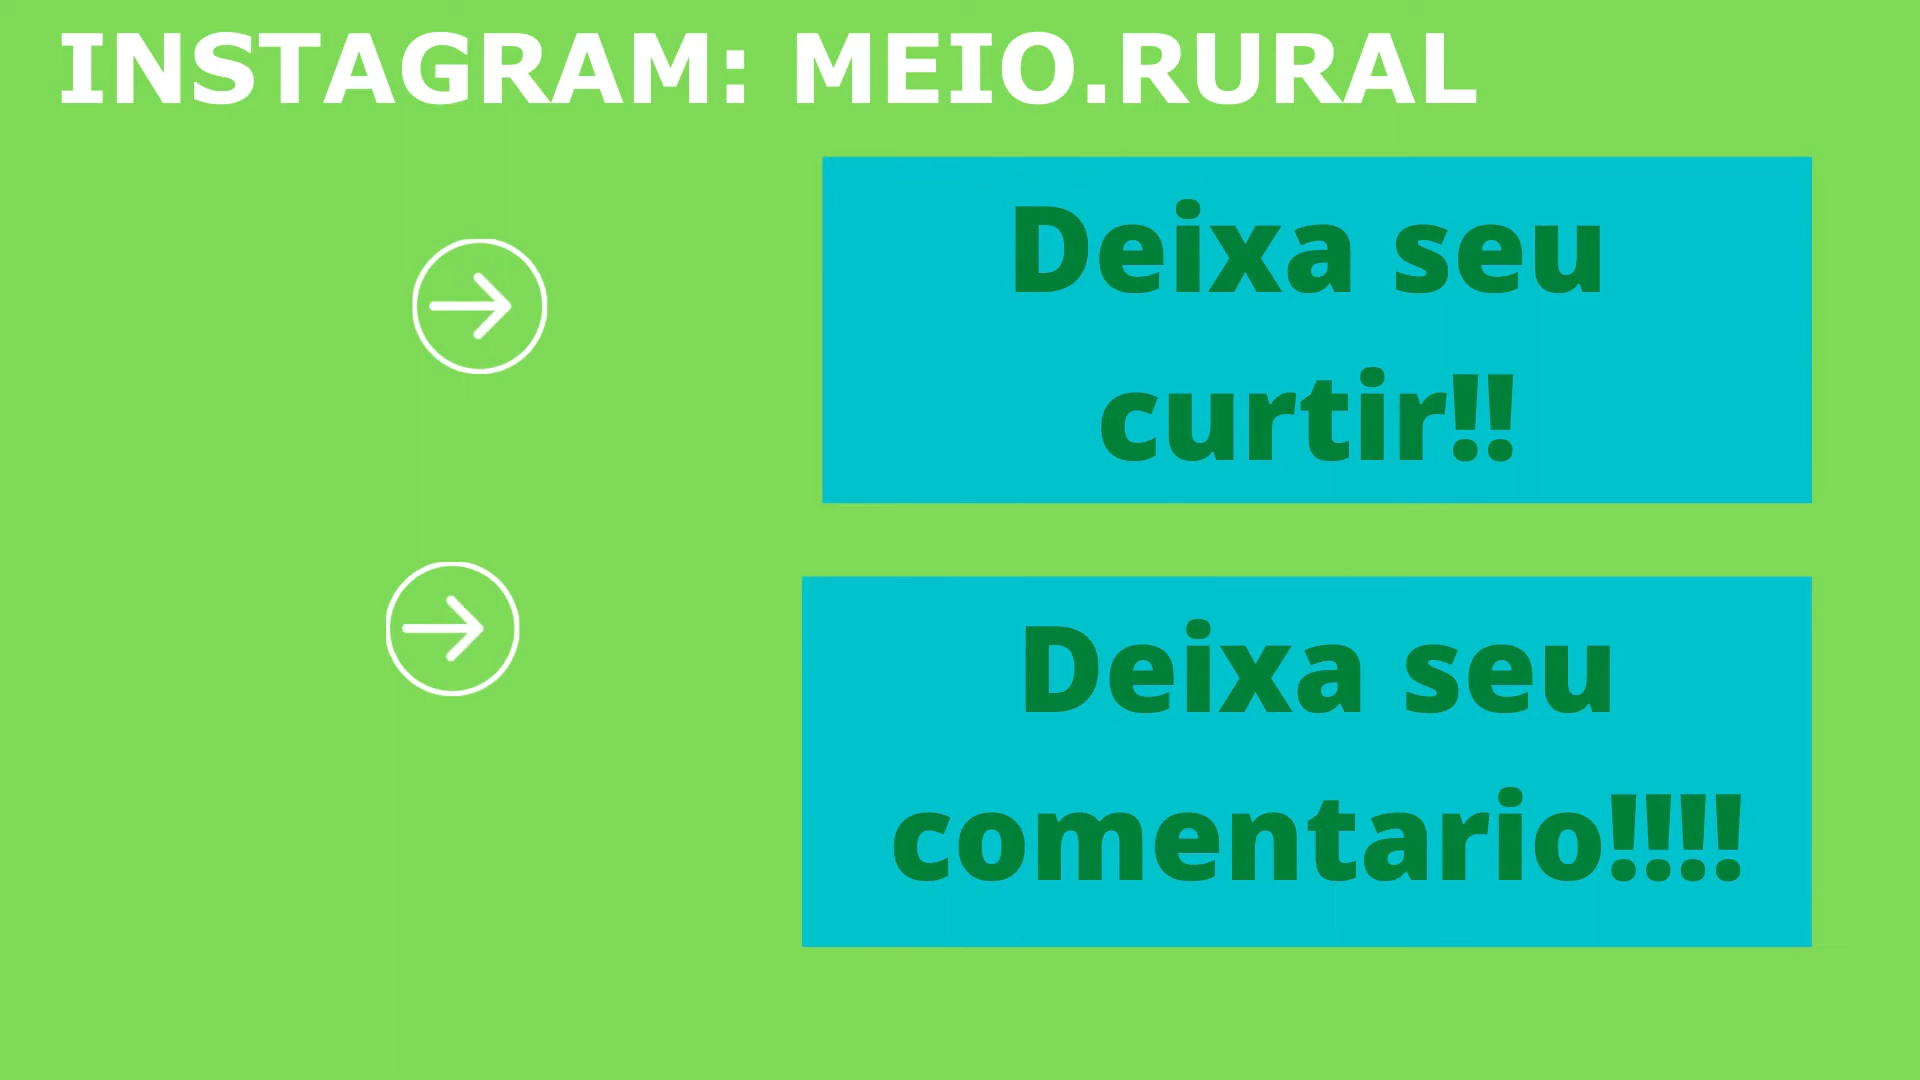 INSTAGRAM: MEIO.RURAL
Deixa seu
curtir!!
Deixa seu
comentario!!!!